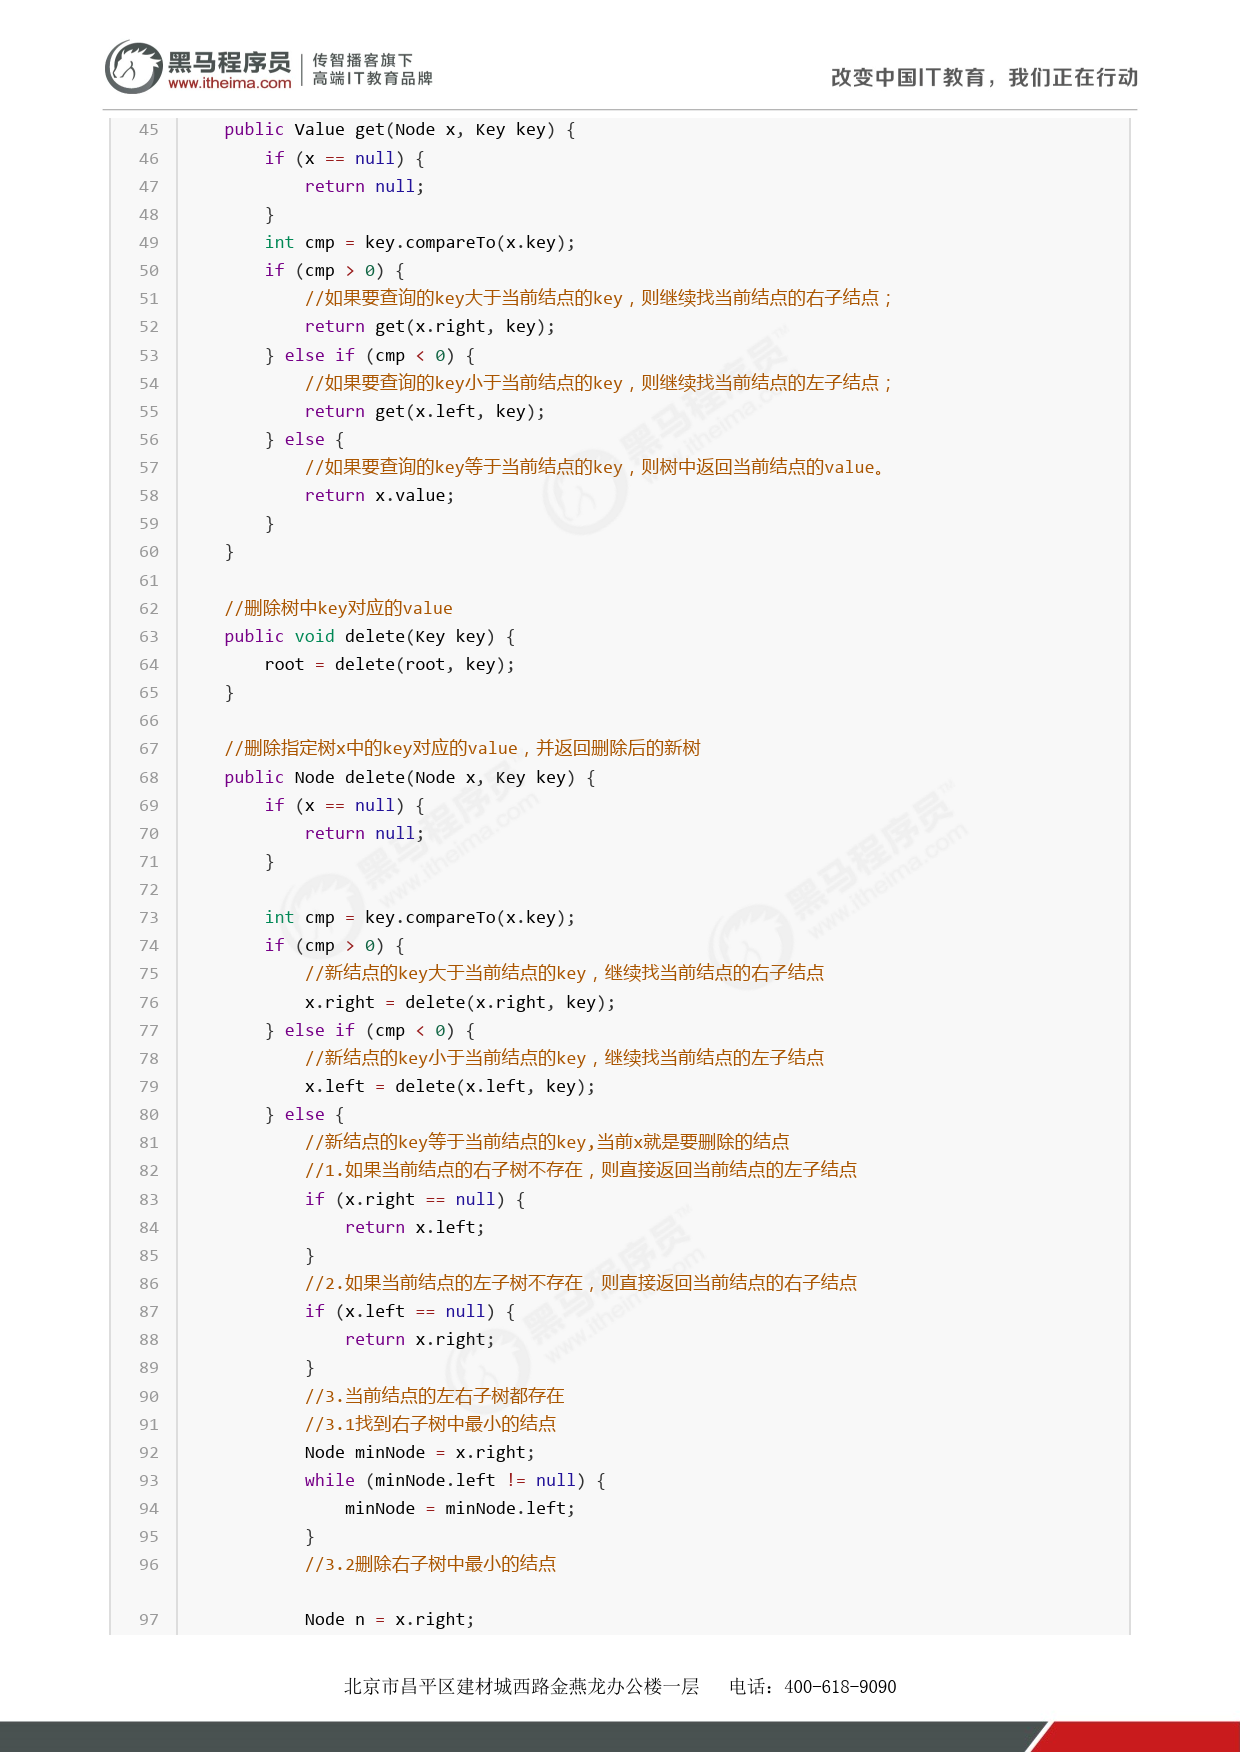 黑马程序员
www.itheima.com
传智播客旗下
高端IT教育品牌
改变中国IT教育，我们正在行动
45 public Value get(Node x, Key key) {
46 if (x == null) {
47 return null;
48 }
49 int cmp = key.compareTo(x.key);
50 if (cmp > 0) {
51 //如果要查询的key大于当前结点的key，则继续找当前结点的右子结点；
52 return get(x.right, key);
53 } else if (cmp < 0) {
54 //如果要查询的key小于当前结点的key，则继续找当前结点的左子结点；
55 return get(x.left, key);
56 } else {
57 //如果要查询的key等于当前结点的key，则树中返回当前结点的value。
58 return x.value;
59 }
60 }
61
62 //删除树中key对应的value
63 public void delete(Key key) {
64 root = delete(root, key);
65 }
66
67 //删除指定树x中的key对应的value，并返回删除后的新树
68 public Node delete(Node x, Key key) {
69 if (x == null) {
70 return null;
71 }
72
73 int cmp = key.compareTo(x.key);
74 if (cmp > 0) {
75 //新结点的key大于当前结点的key，继续找当前结点的右子结点
76 x.right = delete(x.right, key);
77 } else if (cmp < 0) {
78 //新结点的key小于当前结点的key，继续找当前结点的左子结点
79 x.left = delete(x.left, key);
80 } else {
81 //新结点的key等于当前结点的key,当前x就是要删除的结点
82 //1.如果当前结点的右子树不存在，则直接返回当前结点的左子结点
83 if (x.right == null) {
84 return x.left;
85 }
86 //2.如果当前结点的左子树不存在，则直接返回当前结点的右子结点
87 if (x.left == null) {
88 return x.right;
89 }
90 //3.当前结点的左右子树都存在
91 //3.1找到右子树中最小的结点
92 Node minNode = x.right;
93 while (minNode.left != null) {
94 minNode = minNode.left;
95 }
96 //3.2删除右子树中最小的结点
97 Node n = x.right;
北京市昌平区建材城西路金燕龙办公楼一层 电话：400-618-9090